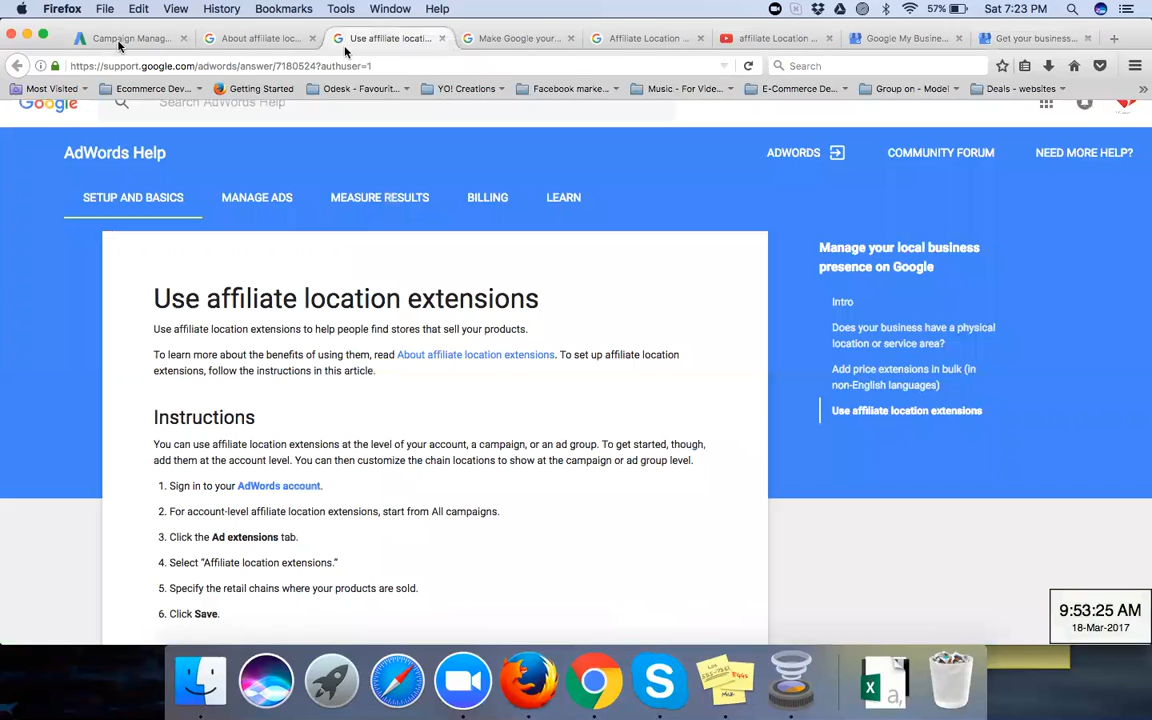 Firefox File Edit View History Bookmarks Tools Window Help 57% Sat 7:23 PM
Campaign Manag... About affiliate loc... Use affiliate locati... Make Google your... Affiliate Location ... affiliate Location ... Google My Busine... Get your business...
https://support.google.com/adwords/answer/7180524?authuser=1 Search
Most Visited Ecommerce Dev... Getting Started Odesk - Favourit... YO! Creations Facebook marke... Music - For Vide... E-Commerce De... Group on - Model Deals - websites
Google Search AdWords Help
AdWords Help ADWORDS COMMUNITY FORUM NEED MORE HELP?
SETUP AND BASICS MANAGE ADS MEASURE RESULTS BILLING LEARN
Use affiliate location extensions
Use affiliate location extensions to help people find stores that sell your products.
To learn more about the benefits of using them, read About affiliate location extensions. To set up affiliate location
extensions, follow the instructions in this article.
Instructions
You can use affiliate location extensions at the level of your account, a campaign, or an ad group. To get started, though,
add them at the account level. You can then customize the chain locations to show at the campaign or ad group level.
1. Sign in to your AdWords account.
2. For account-level affiliate location extensions, start from All campaigns.
3. Click the Ad extensions tab.
4. Select “Affiliate location extensions.”
5. Specify the retail chains where your products are sold.
6. Click Save.
Manage your local business
presence on Google
Intro
Does your business have a physical
location or service area?
Add price extensions in bulk (in
non-English languages)
Use affiliate location extensions
9:53:25 AM
18-Mar-2017
EGGS
MILK
X a,